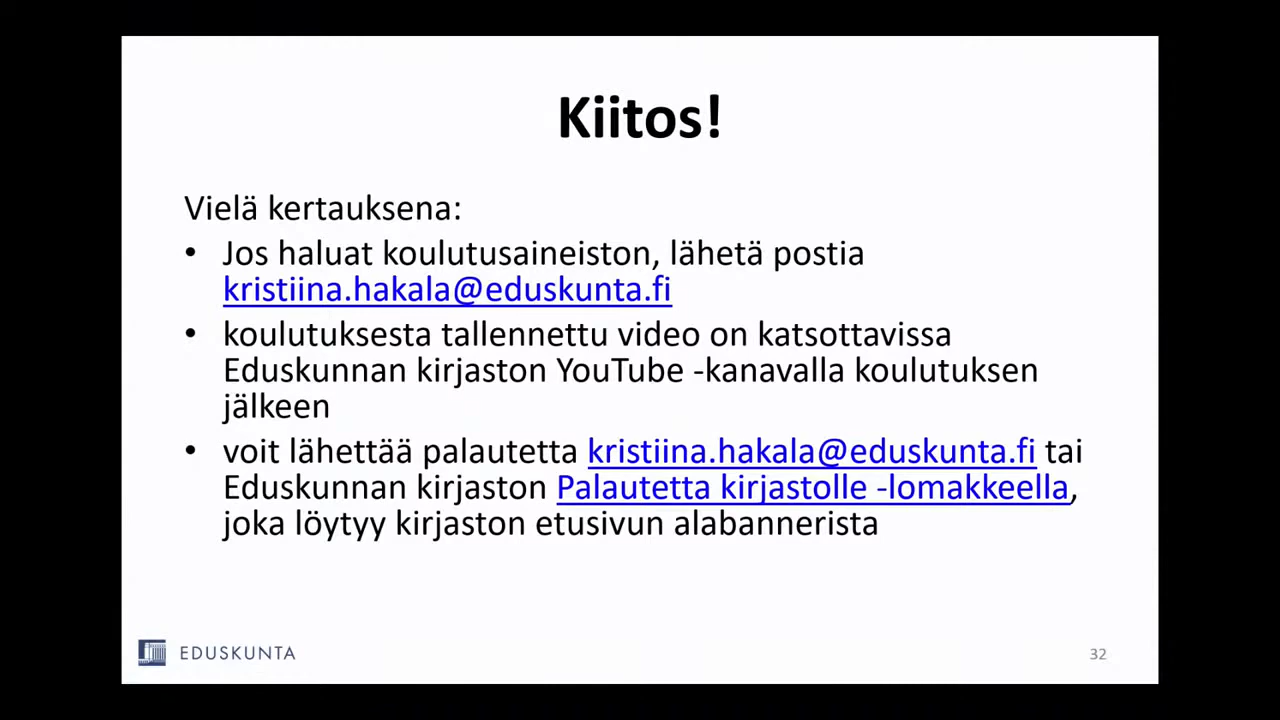 Kiitos!
Vielä kertauksena:
• Jos haluat koulutusaineiston, lähetä postia
kristiina.hakala@eduskunta.fi
• koulutuksesta tallennettu video on katsottavissa
Eduskunnan kirjaston YouTube -kanavalla koulutuksen
jälkeen
• voit lähettää palautetta kristiina.hakala@eduskunta.fi tai
Eduskunnan kirjaston Palautetta kirjastolle -lomakkeella,
joka löytyy kirjaston etusivun alabannerista
EDUSKUNTA
32